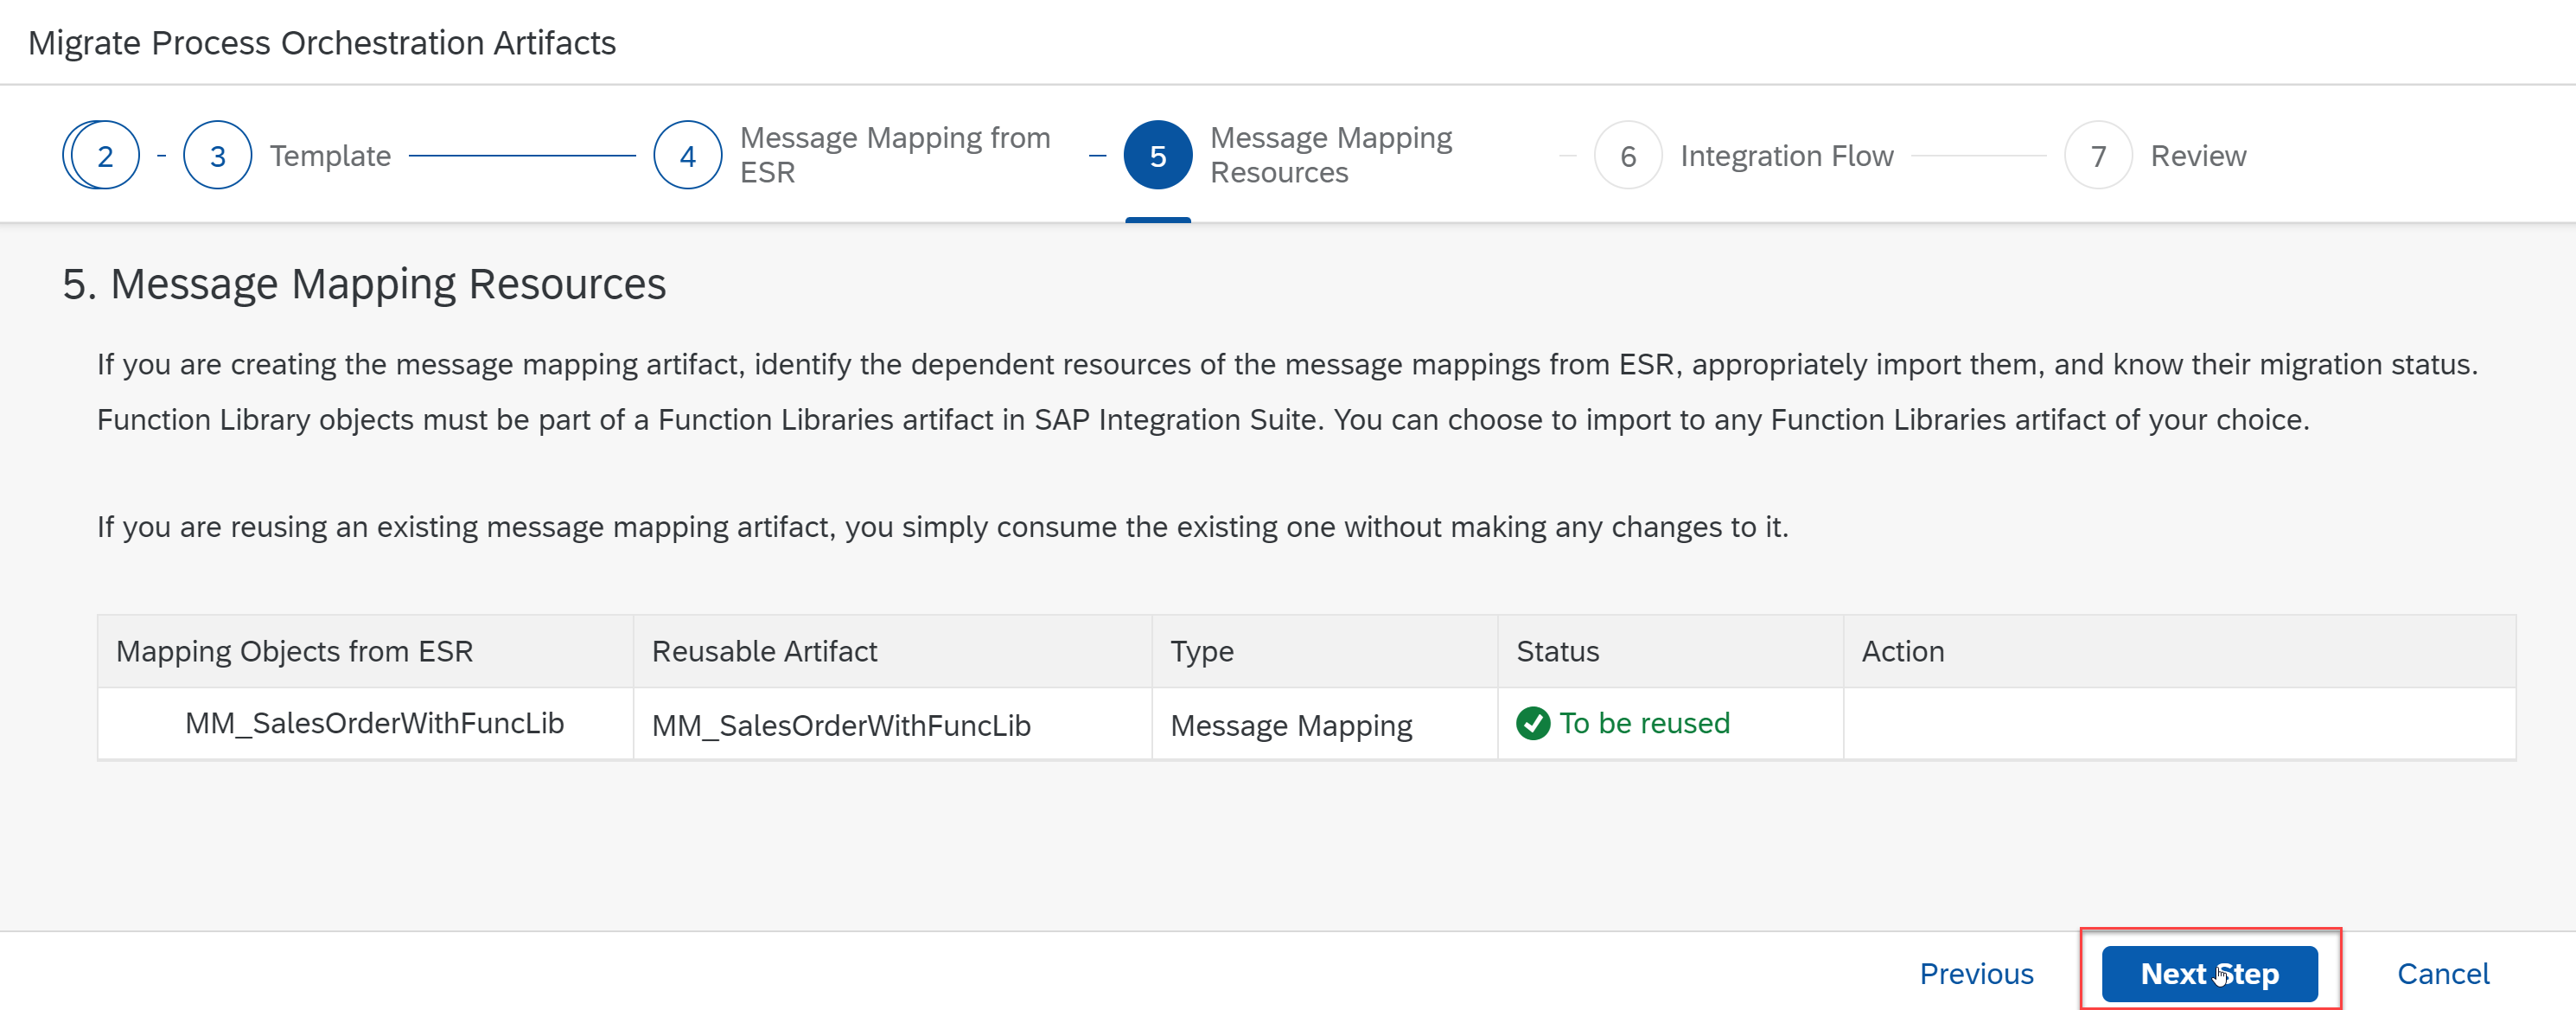 Migrate Process Orchestration Artifacts
2
3
Template
4
Message Mapping from
ESR
5
Message Mapping
Resources
6
Integration Flow
7
Review
5. Message Mapping Resources
If you are creating the message mapping artifact, identify the dependent resources of the message mappings from ESR, appropriately import them, and know their migration status.
Function Library objects must be part of a Function Libraries artifact in SAP Integration Suite. You can choose to import to any Function Libraries artifact of your choice.
If you are reusing an existing message mapping artifact, you simply consume the existing one without making any changes to it.
Mapping Objects from ESR Reusable Artifact Type Status Action
MM_SalesOrderWithFuncLib MM_SalesOrderWithFuncLib Message Mapping To be reused
Previous Next Step Cancel